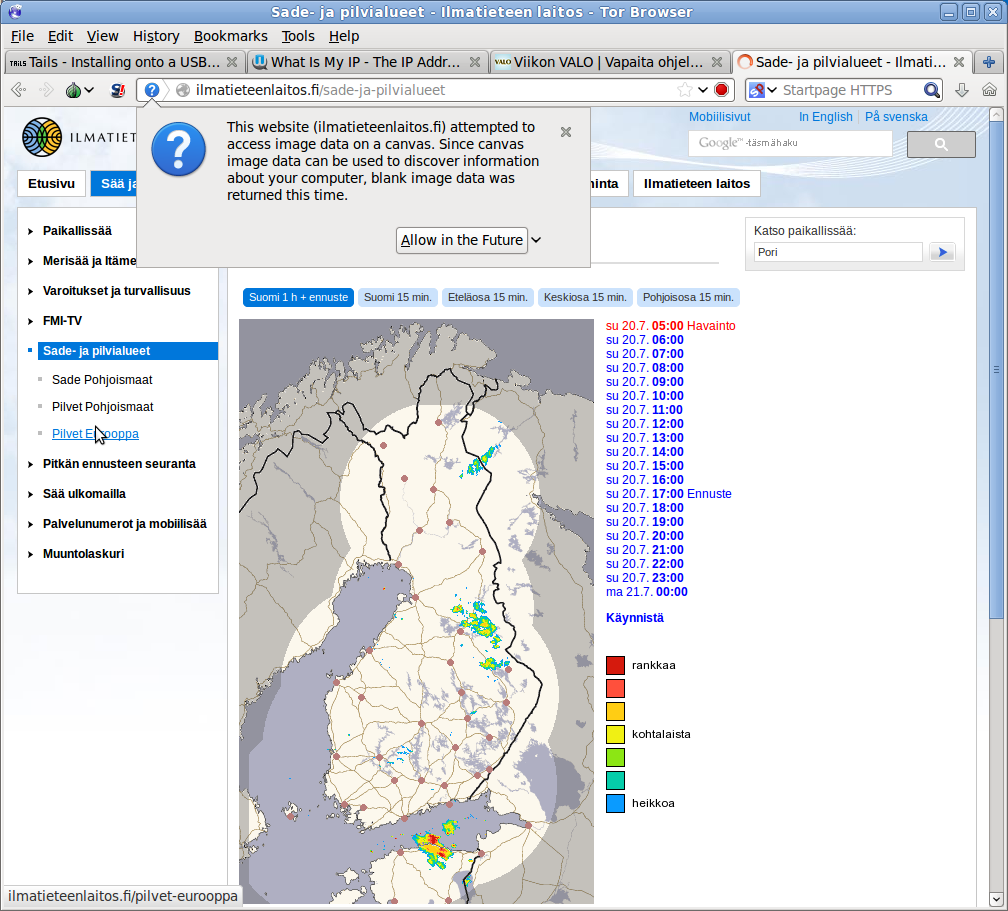 Sade- ja pilvialueet - Ilmatieteen laitos - Tor Browser
File Edit View History Bookmarks Tools Help
TAILS Tails - Installing onto a USB...
What Is My IP - The IP Addr...
VALO Viikon VALO | Vapaita ohjel...
Sade- ja pilvialueet - Ilmati...
ilmatieteenlaitos.fi/sade-ja-pilvialueet
Startpage HTTPS
This website (ilmatieteenlaitos.fi) attempted to
access image data on a canvas. Since canvas
image data can be used to discover information
about your computer, blank image data was
returned this time.
Allow in the Future
ILMATIET
Mobiilisivut In English På svenska
Google™ -täsmähaku
Etusivu
Sää ja
minta
Ilmatieteen laitos
Paikallissää
Merisää ja Itäme
Varoitukset ja turvallisuus
FMI-TV
Sade- ja pilvialueet
Sade Pohjoismaat
Pilvet Pohjoismaat
Pilvet Eurooppa
Pitkän ennusteen seuranta
Sää ulkomailla
Palvelunumerot ja mobiilisää
Muuntolaskuri
Katso paikallissää:
Pori
Suomi 1 h + ennuste
Suomi 15 min.
Eteläosa 15 min.
Keskiosa 15 min.
Pohjoisosa 15 min.
su 20.7. 05:00 Havainto
su 20.7. 06:00
su 20.7. 07:00
su 20.7. 08:00
su 20.7. 09:00
su 20.7. 10:00
su 20.7. 11:00
su 20.7. 12:00
su 20.7. 13:00
su 20.7. 14:00
su 20.7. 15:00
su 20.7. 16:00
su 20.7. 17:00 Ennuste
su 20.7. 18:00
su 20.7. 19:00
su 20.7. 20:00
su 20.7. 21:00
su 20.7. 22:00
su 20.7. 23:00
ma 21.7. 00:00
Käynnistä
rankkaa
kohtalaista
heikkoa
ilmatieteenlaitos.fi/pilvet-eurooppa